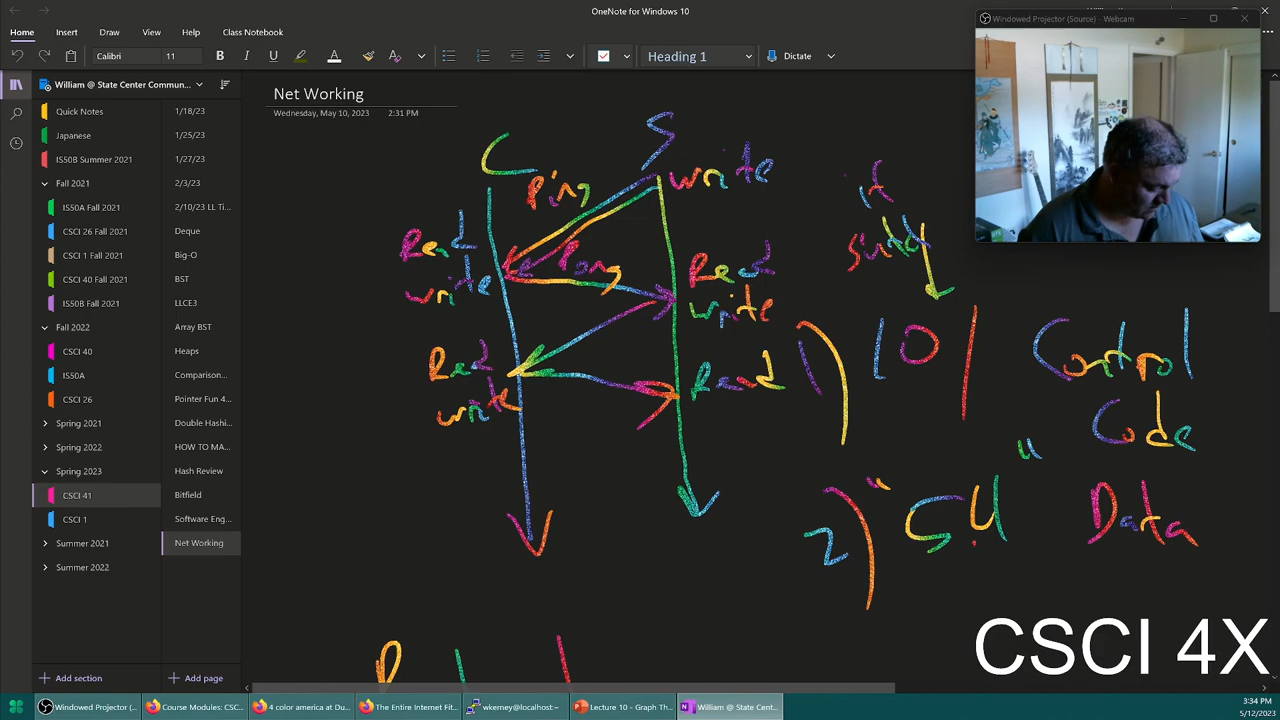 OneNote for Windows 10
Windowed Projector (Source) - Webcam
Home Insert Draw View Help Class Notebook
Calibri 11 B I U A Heading 1 Dictate
William @ State Center Commun...
Quick Notes
Japanese
IS50B Summer 2021
Fall 2021
IS50A Fall 2021
CSCI 26 Fall 2021
CSCI 1 Fall 2021
CSCI 40 Fall 2021
IS50B Fall 2021
Fall 2022
CSCI 40
IS50A
CSCI 26
Spring 2021
Spring 2022
Spring 2023
CSCI 41
CSCI 1
Summer 2021
Summer 2022
Add section
1/18/23
1/25/23
1/27/23
2/3/23
2/10/23 LL Ti...
Deque
Big-O
BST
LLCE3
Array BST
Heaps
Comparison...
Pointer Fun 4...
Double Hashi...
HOW TO MA...
Hash Review
Bitfield
Software Eng...
Net Working
Add page
Net Working
Wednesday, May 10, 2023 2:31 PM
C S
Ping write
Read
write
Pong Read
write
Read
write
Read
1) 101 Control
Code
2) "54" Data
CSCI 4X
Windowed Projector (...
Course Modules: CSC...
4 color america at Du...
The Entire Internet Fit...
wkerney@localhost:~
Lecture 10 - Graph Th...
William @ State Cent...
3:34 PM
5/12/2023